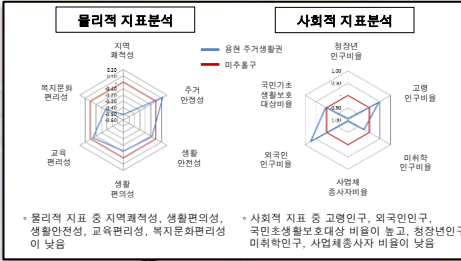 물리적 지표분석
사회적 지표분석
용현 주거생활권
미추홀구
지역
쾌적성
주거
안전성
생활
안전성
생활
편의성
교육
편리성
복지문화
편리성
0.20
청장년
인구비율
고령
인구비율
미취학
인구비율
사업체
종사자비율
외국인
인구비율
국민기초
생활보호
대상비율
1.00
0.50
◦ 물리적 지표 중 지역쾌적성, 생활편의성,
생활안전성, 교육편리성, 복지문화편리성
이 낮음
◦ 사회적 지표 중 고령인구, 외국인인구,
국민초생활보호대상 비율이 높고, 청장년인구
미취학인구, 사업체종사자 비율이 낮음